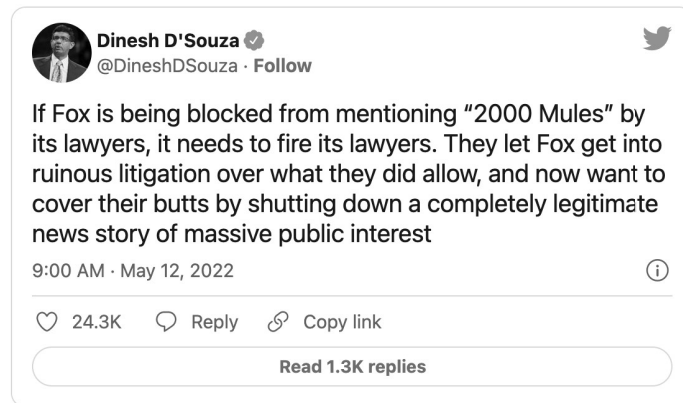 Dinesh D'Souza
@DineshDSouza · Follow
If Fox is being blocked from mentioning “2000 Mules” by
its lawyers, it needs to fire its lawyers. They let Fox get into
ruinous litigation over what they did allow, and now want to
cover their butts by shutting down a completely legitimate
news story of massive public interest
9:00 AM · May 12, 2022
24.3K Reply Copy link
Read 1.3K replies